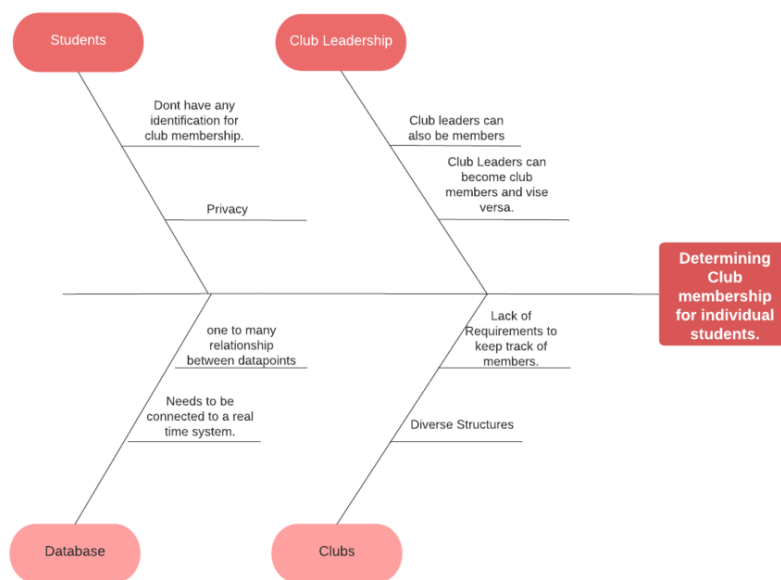 Students
Club Leadership
Dont have any
identification for
club membership.
Privacy
Club leaders can
also be members
Club Leaders can
become club
members and vise
versa.
Determining
Club
membership
for individual
students.
one to many
relationship
between datapoints
Needs to be
connected to a real
time system.
Lack of
Requirements to
keep track of
members.
Diverse Structures
Database
Clubs